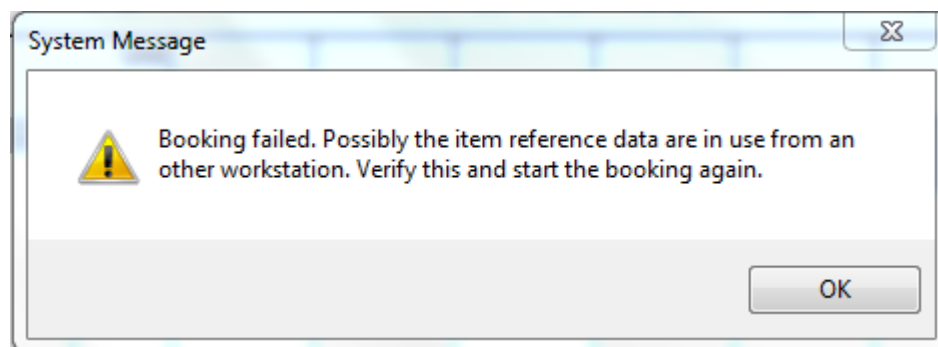 System Message
Booking failed. Possibly the item reference data are in use from an
other workstation. Verify this and start the booking again.
OK